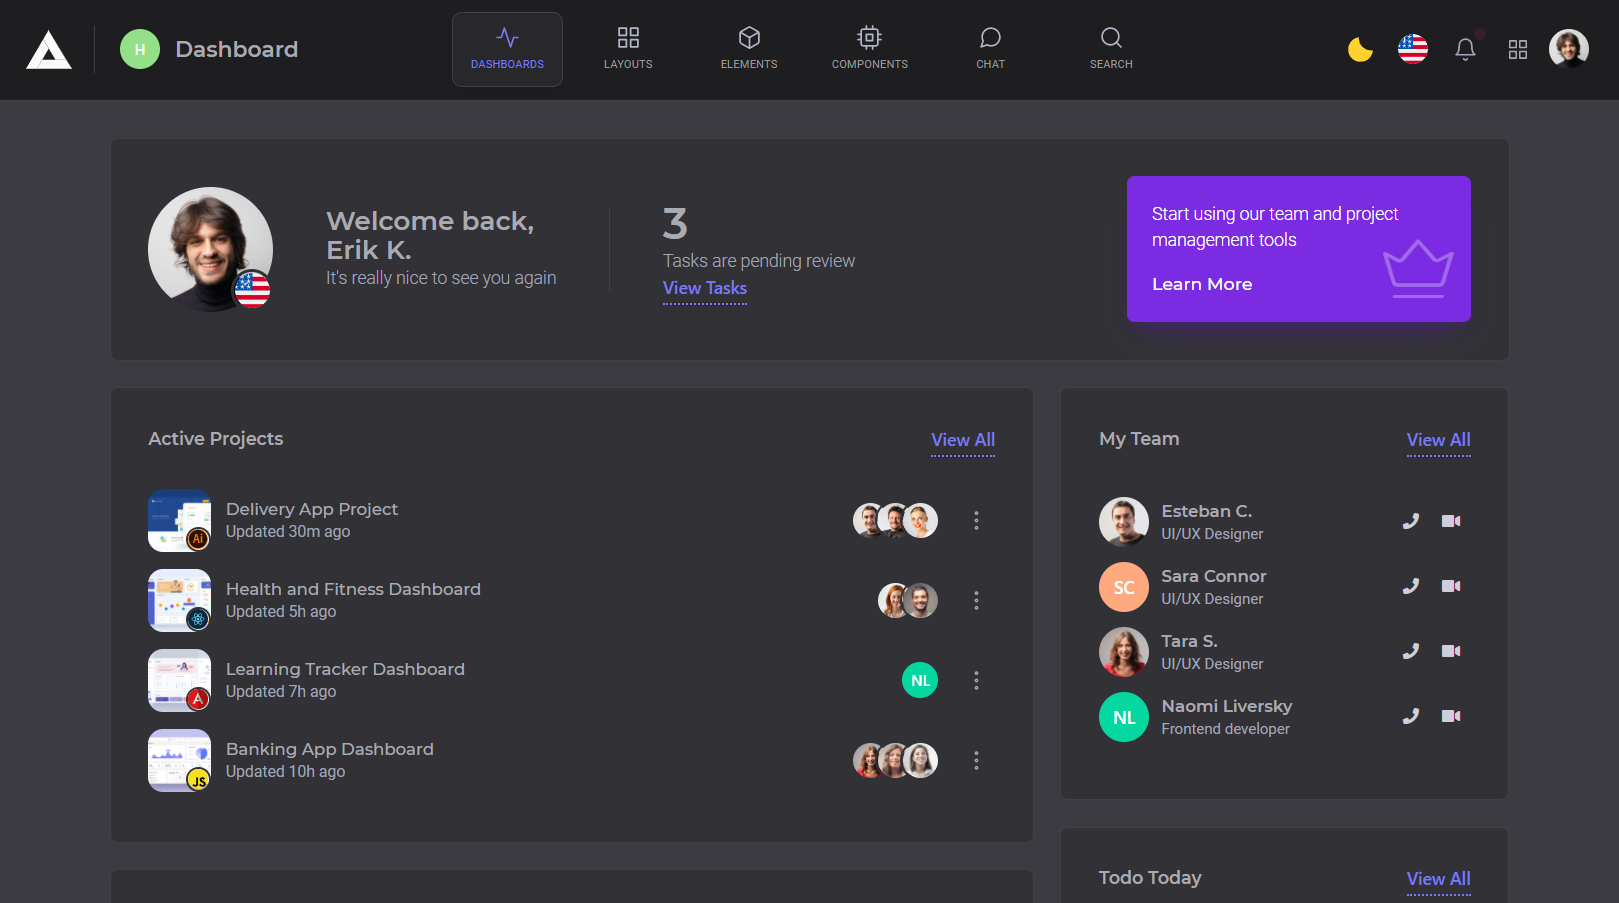 H
Dashboard
DASHBOARDS
LAYOUTS
ELEMENTS
COMPONENTS
CHAT
SEARCH
Welcome back,
Erik K.
It's really nice to see you again
3
Tasks are pending review
View Tasks
Start using our team and project
management tools
Learn More
Active Projects
View All
Delivery App Project
Updated 30m ago
Ai
Health and Fitness Dashboard
Updated 5h ago
Learning Tracker Dashboard
Updated 7h ago
A
NL
Banking App Dashboard
Updated 10h ago
JS
My Team
View All
Esteban C.
UI/UX Designer
SC
Sara Connor
UI/UX Designer
Tara S.
UI/UX Designer
NL
Naomi Liversky
Frontend developer
Todo Today
View All